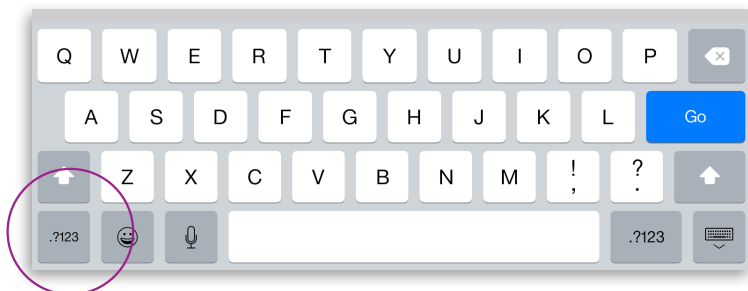 Q W E R T Y U I O P
A S D F G H J K L Go
Z X C V B N M ! , ? .
.?123 .?123